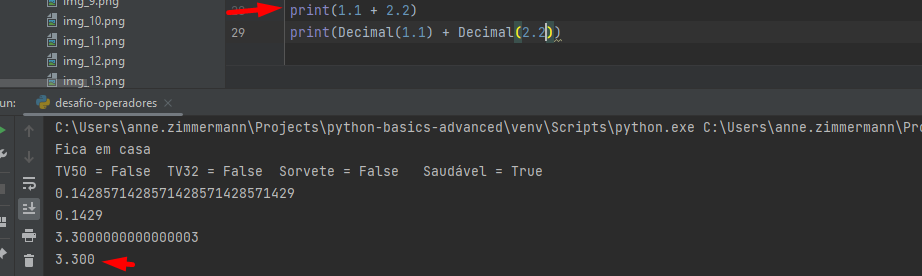 img_9.png
img_10.png
img_11.png
img_12.png
img_13.png
print(1.1 + 2.2)
29 print(Decimal(1.1) + Decimal(2.2))
un: desafio-operadores ×
C:\Users\anne.zimmermann\Projects\python-basics-advanced\venv\Scripts\python.exe C:/Users/anne.zimmermann/Pro
Fica em casa
TV50 = False TV32 = False Sorvete = False Saudável = True
0.1428571428571428571428571429
0.1429
3.3000000000000003
3.300